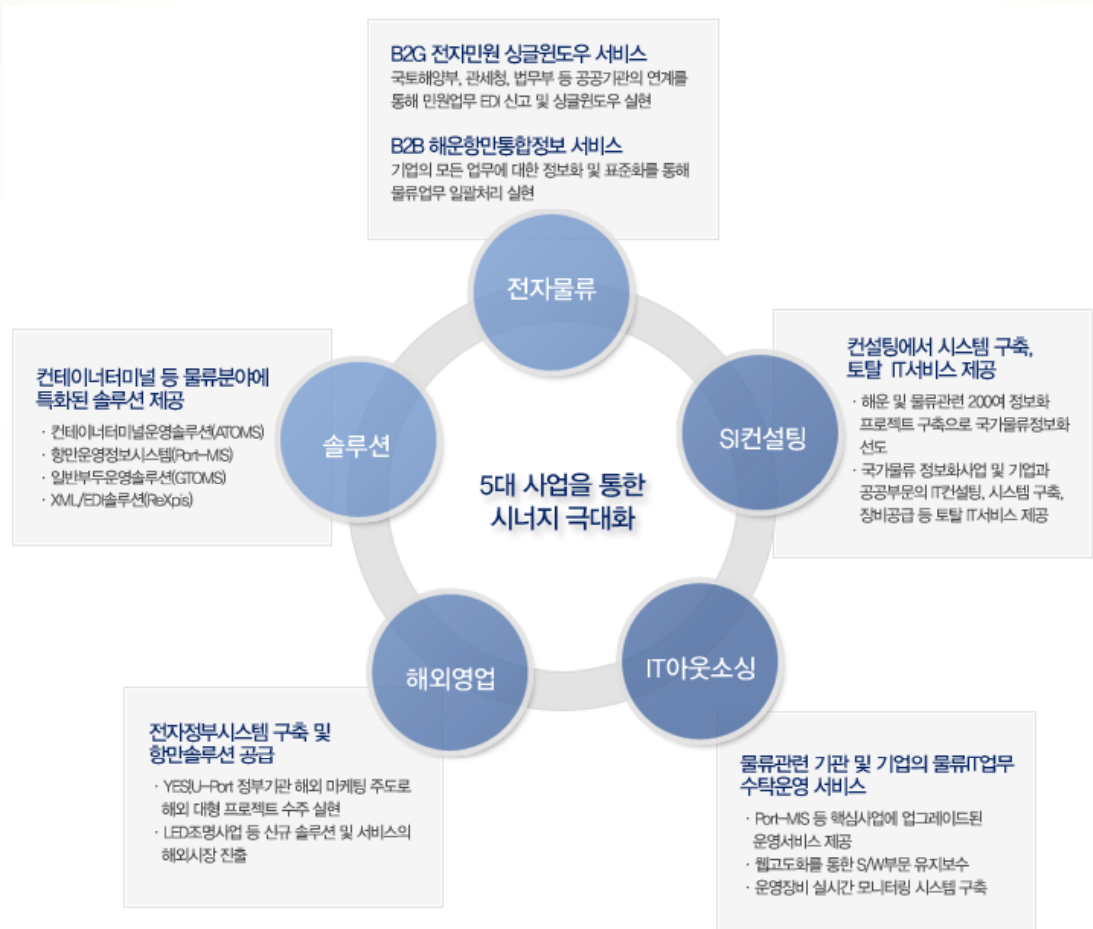 B2G 전자민원 싱글윈도우 서비스
국토해양부, 관세청, 법무부 등 공공기관의 연계를
통해 민원업무 EDI 신고 및 싱글윈도우 실현
B2B 해운항만통합정보 서비스
기업의 모든 업무에 대한 정보화 및 표준화를 통해
물류업무 일괄처리 실현
전자물류
컨테이너터미널 등 물류분야에
특화된 솔루션 제공
· 컨테이너터미널운영솔루션(ATOMS)
· 항만운영정보시스템(Port-MIS)
· 일반부두운영솔루션(GTOMS)
· XML/EDI솔루션(ReXpis)
솔루션
5대 사업을 통한
시너지 극대화
SI컨설팅
컨설팅에서 시스템 구축,
토탈 IT서비스 제공
· 해운 및 물류관련 200여 정보화
프로젝트 구축으로 국가물류정보화
선도
· 국가물류 정보화사업 및 기업과
공공부문의 IT컨설팅, 시스템 구축,
장비공급 등 토탈 IT서비스 제공
해외영업
전자정부시스템 구축 및
항만솔루션 공급
· YES!U-Port 정부기관 해외 마케팅 주도로
해외 대형 프로젝트 수주 실현
· LED조명사업 등 신규 솔루션 및 서비스의
해외시장 진출
IT아웃소싱
물류관련 기관 및 기업의 물류IT업무
수탁운영 서비스
· Port-MIS 등 핵심사업에 업그레이드된
운영서비스 제공
· 웹고도화를 통한 S/W부문 유지보수
· 운영장비 실시간 모니터링 시스템 구축